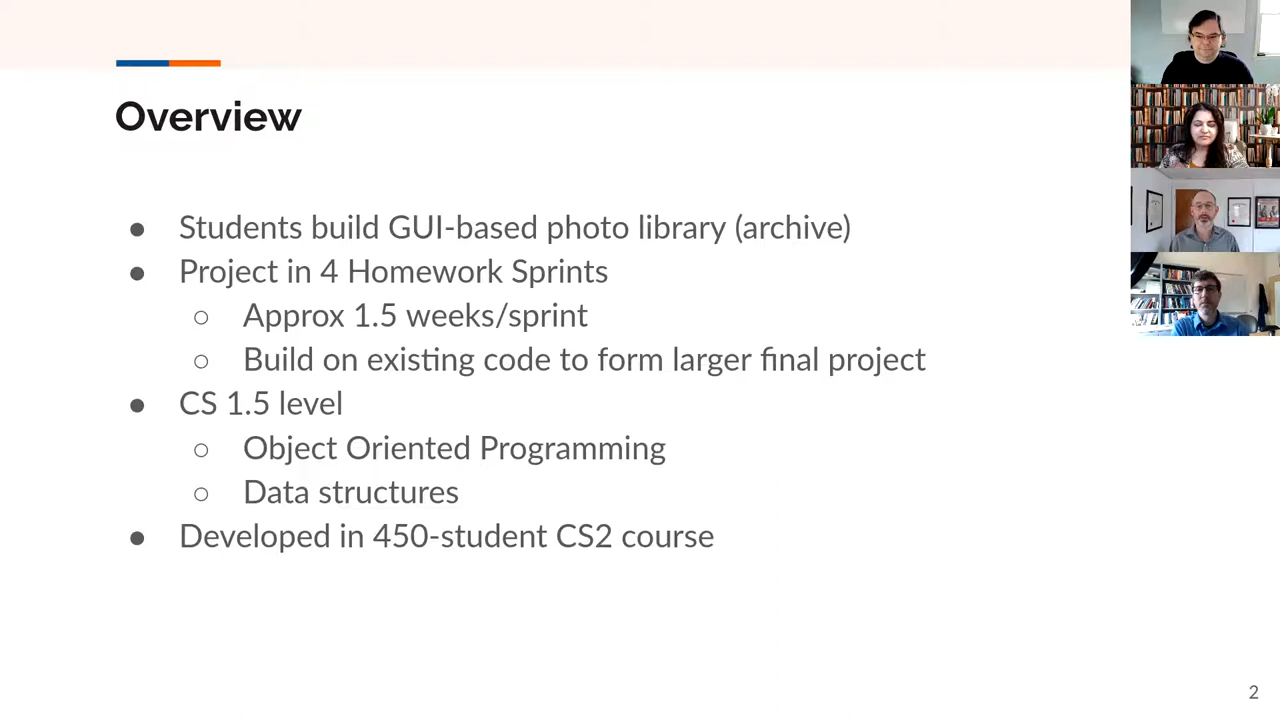 Overview
● Students build GUI-based photo library (archive)
● Project in 4 Homework Sprints
○ Approx 1.5 weeks/sprint
○ Build on existing code to form larger final project
● CS 1.5 level
○ Object Oriented Programming
○ Data structures
● Developed in 450-student CS2 course
2